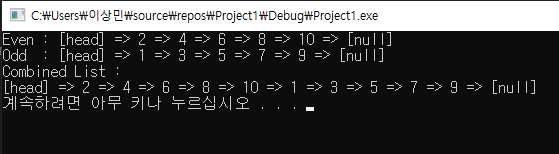 C:₩Users₩이상민₩source₩repos₩Project1₩Debug₩Project1.exe
Even : [head] => 2 => 4 => 6 => 8 => 10 => [null]
Odd  : [head] => 1 => 3 => 5 => 7 => 9 => [null]
Combined List :
[head] => 2 => 4 => 6 => 8 => 10 => 1 => 3 => 5 => 7 => 9 => [null]
계속하려면 아무 키나 누르십시오 . . .